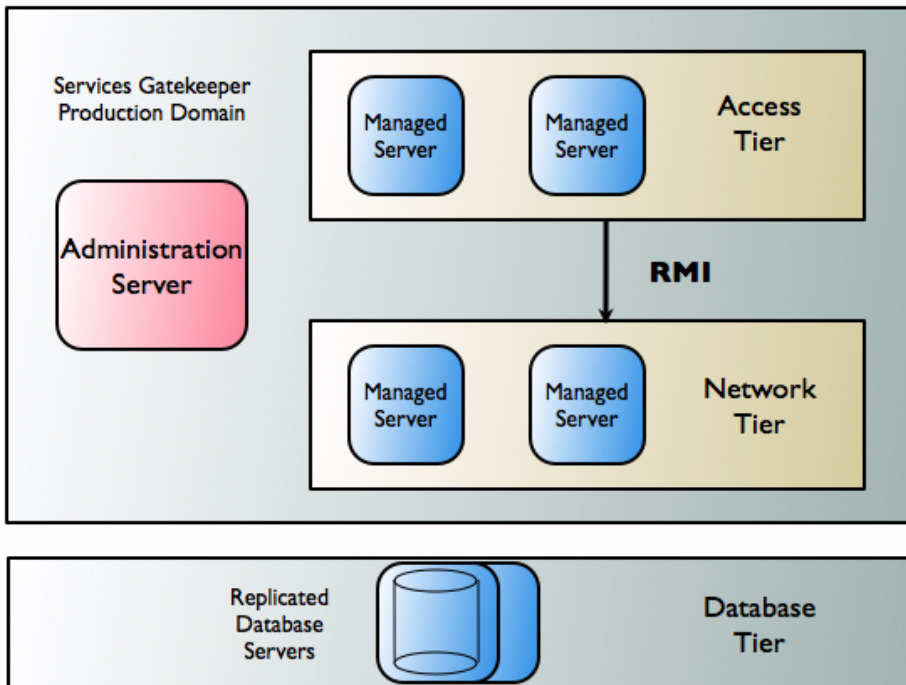 Services Gatekeeper
Production Domain
Administration
Server
Managed
Server
Managed
Server
Access
Tier
RMI
Managed
Server
Managed
Server
Network
Tier
Replicated
Database
Servers
Database
Tier